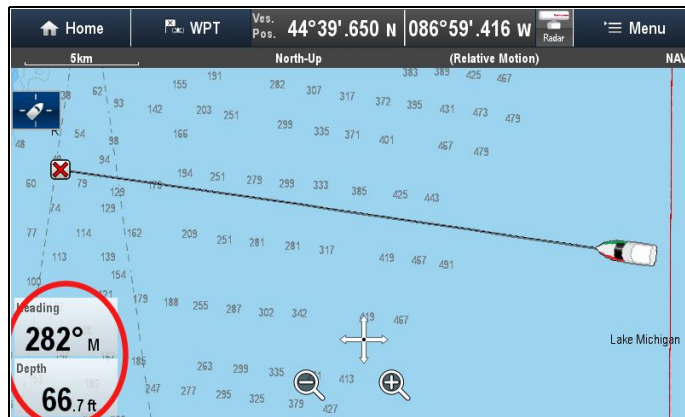 Home
WPT
Ves. Pos. 44°39'.650 N 086°59'.416 W
Radar
Menu
5km North-Up (Relative Motion) NAV
191 383 389 425 467
155 282
38 62 307 317
93 142 203 251 372 395 431 473 479
299
54 98 166 335 371 401
48 467 479
94
194 251 279 299 333
60 79 129 385 425 443
74 129
77 114 162 209 251 281 281 317
113 139 419 467 491
154
100
179 188 255 287 302 342 467
Heading
282° M
Lake Michigan
185 263 299 335 413
Depth
66.7 ft
247 277 295 325 379 427